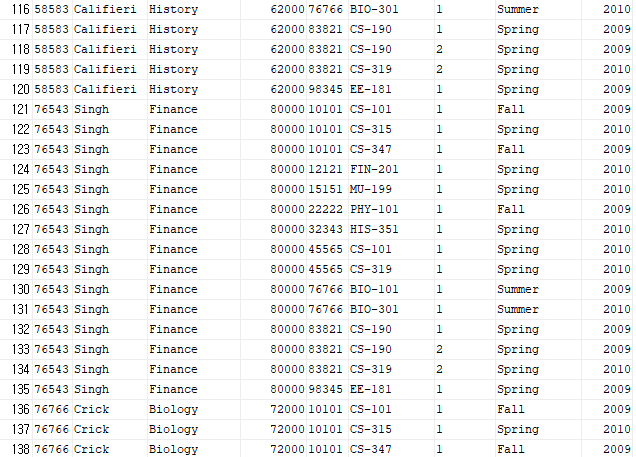 116 58583 Califieri History 62000 76766 BIO-301 1 Summer 2010
117 58583 Califieri History 62000 83821 CS-190 1 Spring 2009
118 58583 Califieri History 62000 83821 CS-190 2 Spring 2009
119 58583 Califieri History 62000 83821 CS-319 2 Spring 2010
120 58583 Califieri History 62000 98345 EE-181 1 Spring 2009
121 76543 Singh Finance 80000 10101 CS-101 1 Fall 2009
122 76543 Singh Finance 80000 10101 CS-315 1 Spring 2010
123 76543 Singh Finance 80000 10101 CS-347 1 Fall 2009
124 76543 Singh Finance 80000 12121 FIN-201 1 Spring 2010
125 76543 Singh Finance 80000 15151 MU-199 1 Spring 2010
126 76543 Singh Finance 80000 22222 PHY-101 1 Fall 2009
127 76543 Singh Finance 80000 32343 HIS-351 1 Spring 2010
128 76543 Singh Finance 80000 45565 CS-101 1 Spring 2010
129 76543 Singh Finance 80000 45565 CS-319 1 Spring 2010
130 76543 Singh Finance 80000 76766 BIO-101 1 Summer 2009
131 76543 Singh Finance 80000 76766 BIO-301 1 Summer 2010
132 76543 Singh Finance 80000 83821 CS-190 1 Spring 2009
133 76543 Singh Finance 80000 83821 CS-190 2 Spring 2009
134 76543 Singh Finance 80000 83821 CS-319 2 Spring 2010
135 76543 Singh Finance 80000 98345 EE-181 1 Spring 2009
136 76766 Crick Biology 72000 10101 CS-101 1 Fall 2009
137 76766 Crick Biology 72000 10101 CS-315 1 Spring 2010
138 76766 Crick Biology 72000 10101 CS-347 1 Fall 2009